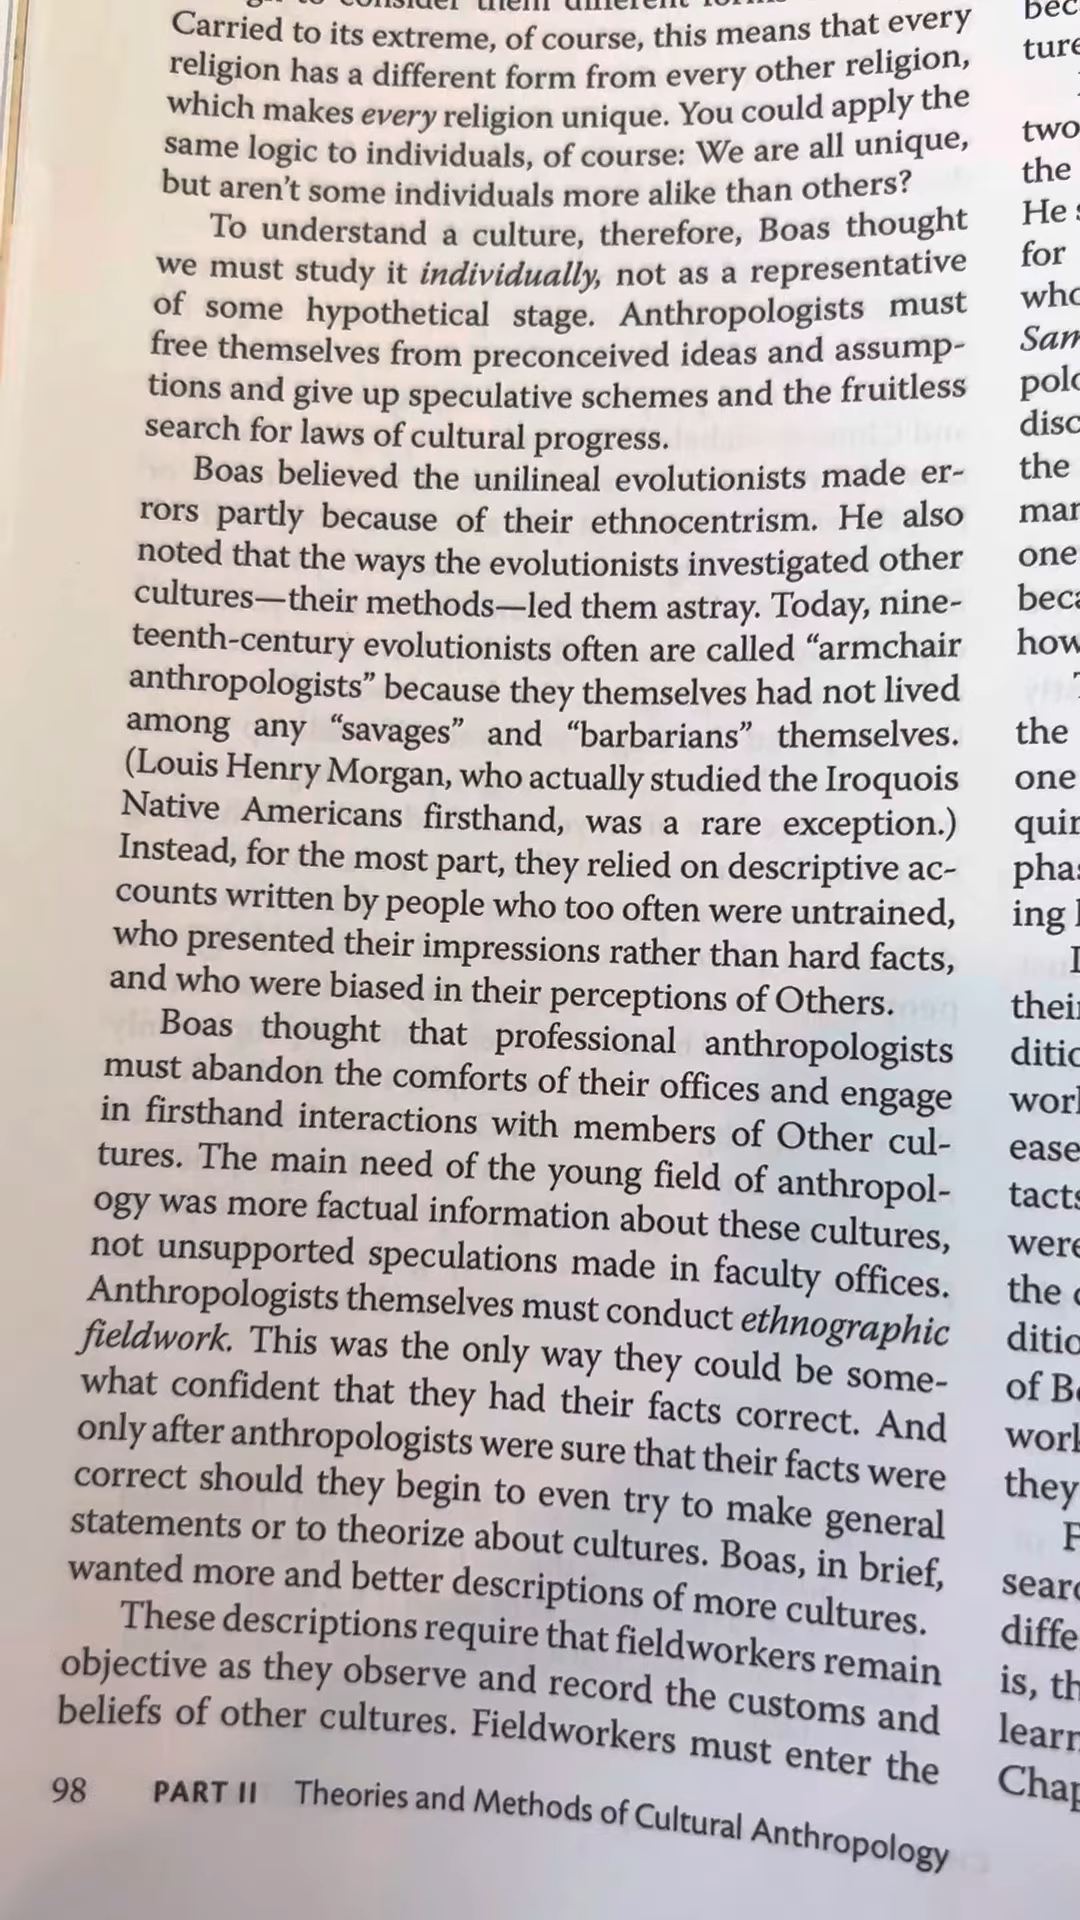 Carried to its extreme, of course, this means that every
religion has a different form from every other religion,
which makes every religion unique. You could apply the
same logic to individuals, of course: We are all unique,
but aren't some individuals more alike than others?
To understand a culture, therefore, Boas thought
we must study it individually, not as a representative
of some hypothetical stage. Anthropologists must
free themselves from preconceived ideas and assump-
tions and give up speculative schemes and the fruitless
search for laws of cultural progress.
Boas believed the unilineal evolutionists made er-
rors partly because of their ethnocentrism. He also
noted that the ways the evolutionists investigated other
cultures—their methods—led them astray. Today, nine-
teenth-century evolutionists often are called “armchair
anthropologists” because they themselves had not lived
among any “savages” and “barbarians” themselves.
(Louis Henry Morgan, who actually studied the Iroquois
Native Americans firsthand, was a rare exception.)
Instead, for the most part, they relied on descriptive ac-
counts written by people who too often were untrained,
who presented their impressions rather than hard facts,
and who were biased in their perceptions of Others.
Boas thought that professional anthropologists
must abandon the comforts of their offices and engage
in firsthand interactions with members of Other cul-
tures. The main need of the young field of anthropol-
ogy was more factual information about these cultures,
not unsupported speculations made in faculty offices.
Anthropologists themselves must conduct ethnographic
fieldwork. This was the only way they could be some-
what confident that they had their facts correct. And
only after anthropologists were sure that their facts were
correct should they begin to even try to make general
statements or to theorize about cultures. Boas, in brief,
wanted more and better descriptions of more cultures.
These descriptions require that fieldworkers remain
objective as they observe and record the customs and
beliefs of other cultures. Fieldworkers must enter the
98 PART II Theories and Methods of Cultural Anthropology
two
the
He
for
the
one
how
the
one
ing
were
the
of
they
is,